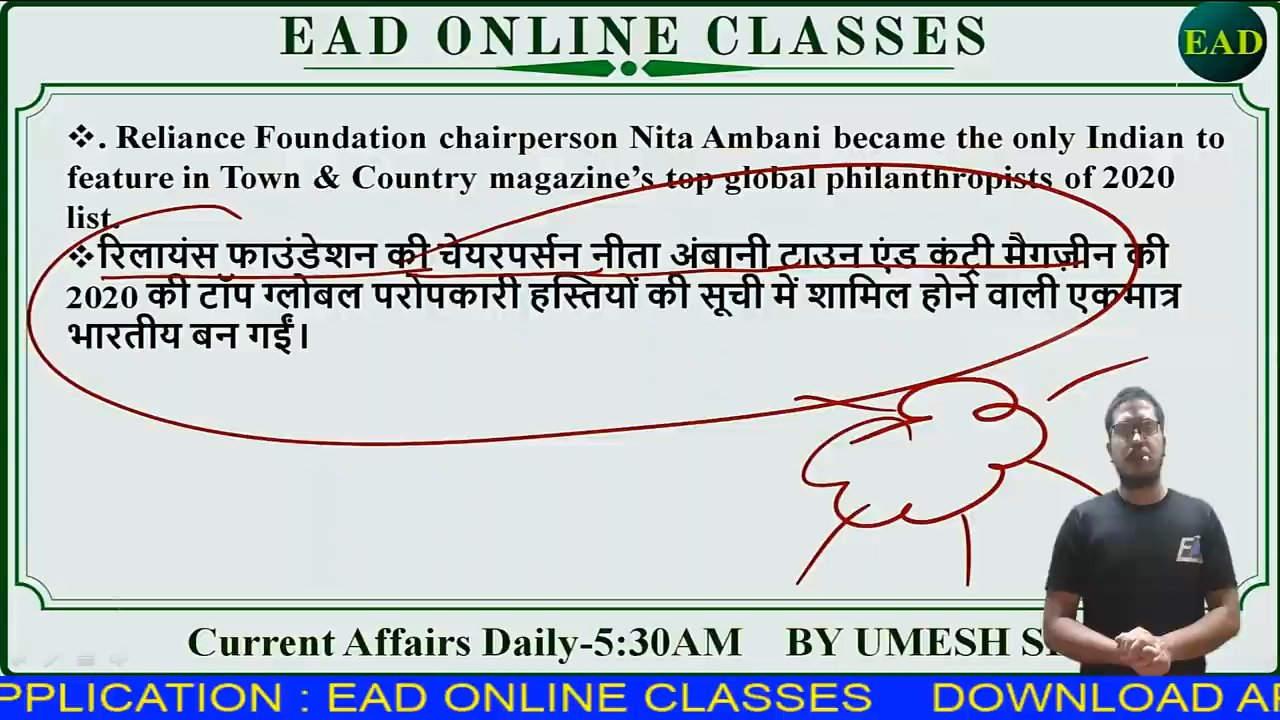 EAD ONLINE CLASSES
EAD
❖. Reliance Foundation chairperson Nita Ambani became the only Indian to
feature in Town & Country magazine’s top global philanthropists of 2020
list.
❖रिलायंस फाउंडेशन की चेयरपर्सन नीता अंबानी टाउन एंड कंट्री मैगज़ीन की
2020 की टॉप ग्लोबल परोपकारी हस्तियों की सूची में शामिल होने वाली एकमात्र
भारतीय बन गईं।
Current Affairs Daily-5:30AM BY UMESH
PPLICATION : EAD ONLINE CLASSES DOWNLOAD